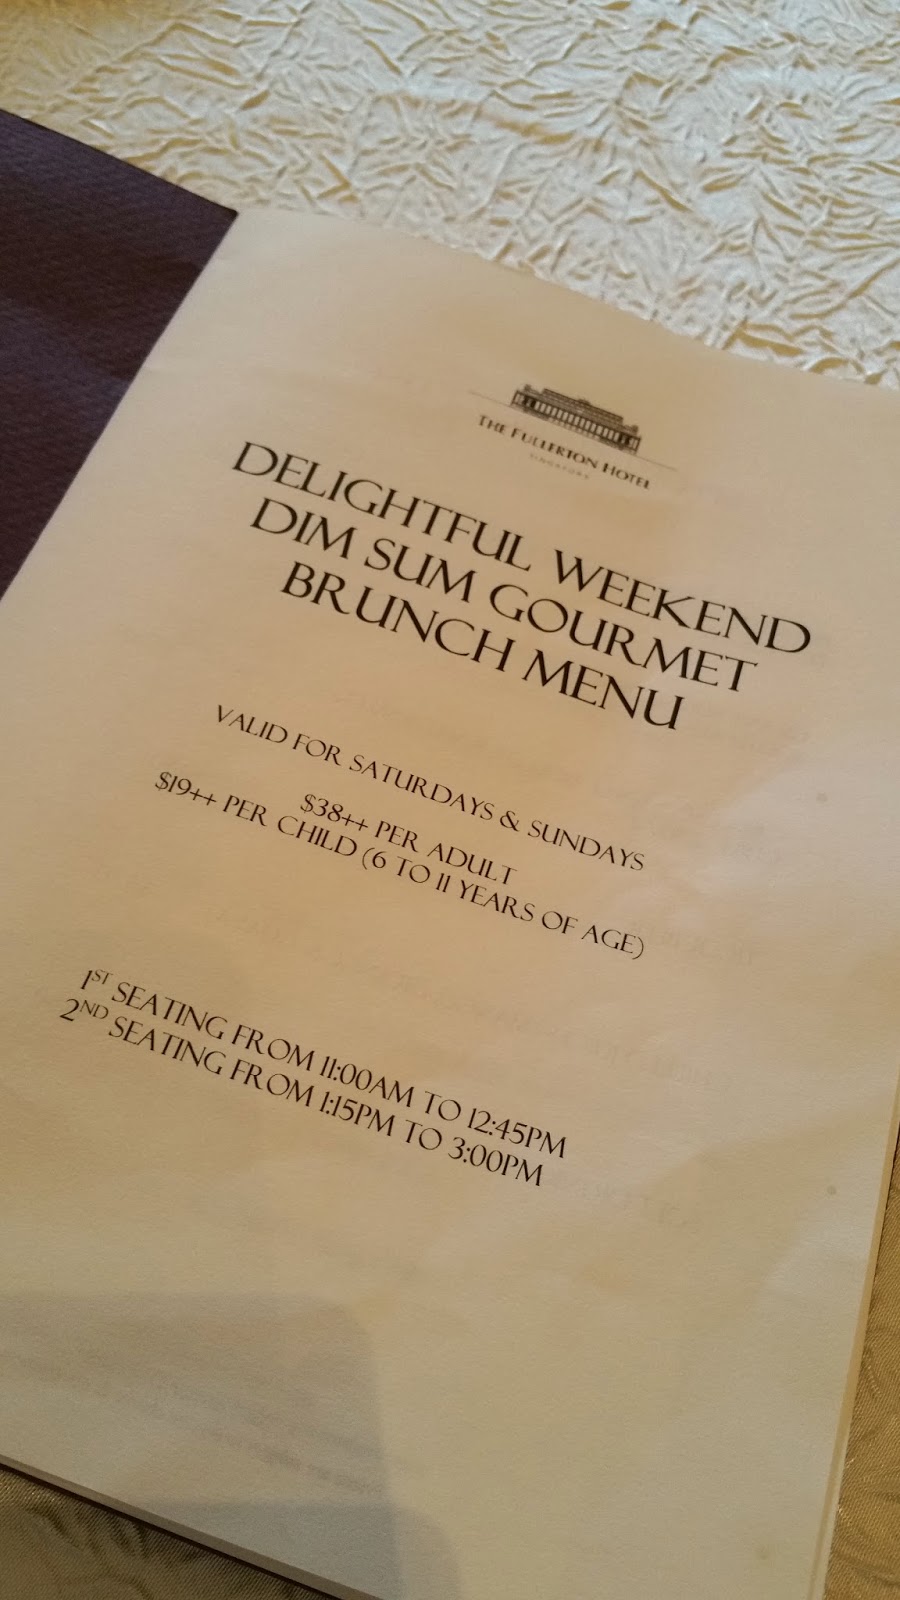 THE FULLERTON HOTEL
SINGAPORE
DELIGHTFUL WEEKEND
DIM SUM GOURMET
BRUNCH MENU
VALID FOR SATURDAYS & SUNDAYS
$38++ PER ADULT
$19++ PER CHILD (6 TO 11 YEARS OF AGE)
1ST SEATING FROM 11:00AM TO 12:45PM
2ND SEATING FROM 1:15PM TO 3:00PM